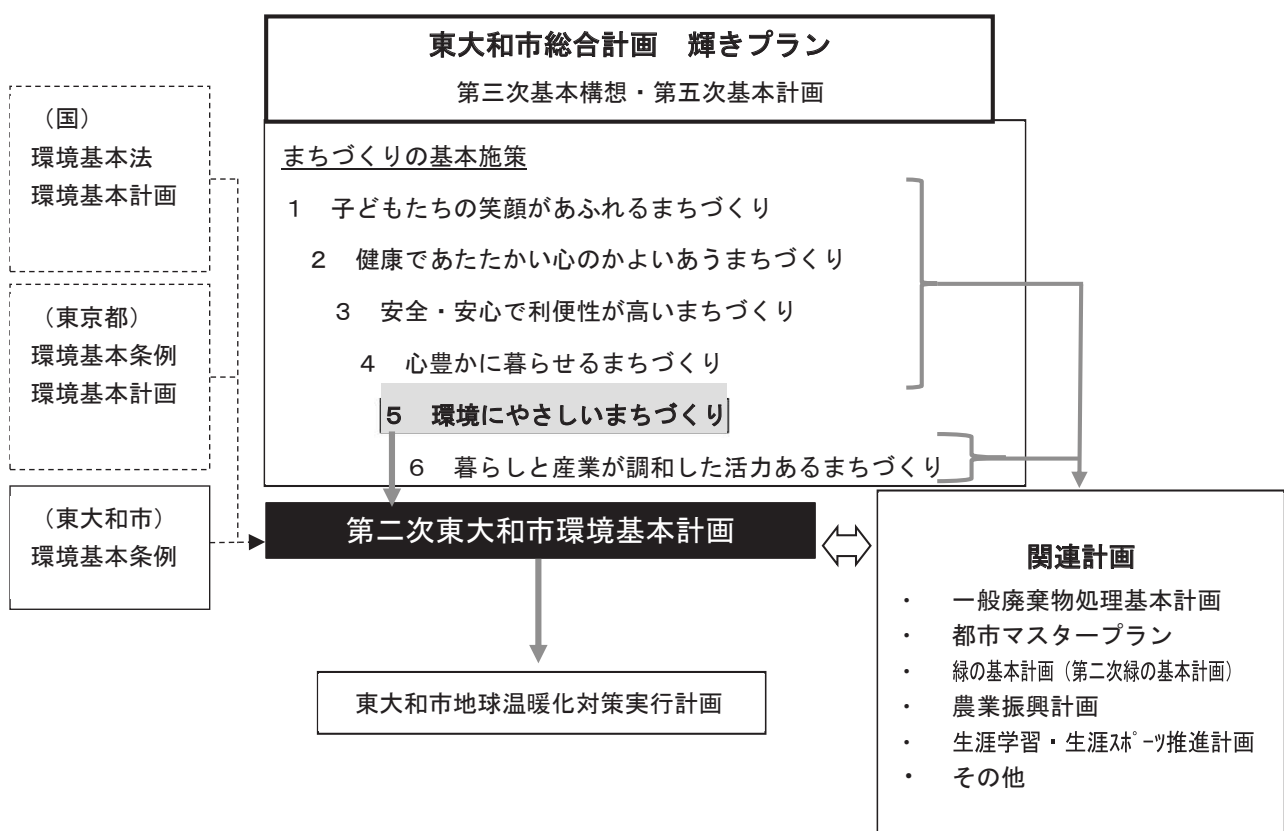 東大和市総合計画　輝きプラン
第三次基本構想・第五次基本計画
（国）
環境基本法
環境基本計画
（東京都）
環境基本条例
環境基本計画
（東大和市）
環境基本条例
まちづくりの基本施策
１　子どもたちの笑顔があふれるまちづくり
２　健康であたたかい心のかよいあうまちづくり
３　安全・安心で利便性が高いまちづくり
４　心豊かに暮らせるまちづくり
５　環境にやさしいまちづくり
６　暮らしと産業が調和した活力あるまちづくり
第二次東大和市環境基本計画
東大和市地球温暖化対策実行計画
関連計画
・　一般廃棄物処理基本計画
・　都市マスタープラン
・　緑の基本計画（第二次緑の基本計画）
・　農業振興計画
・　生涯学習・生涯ｽﾎﾟｰﾂ推進計画
・　その他